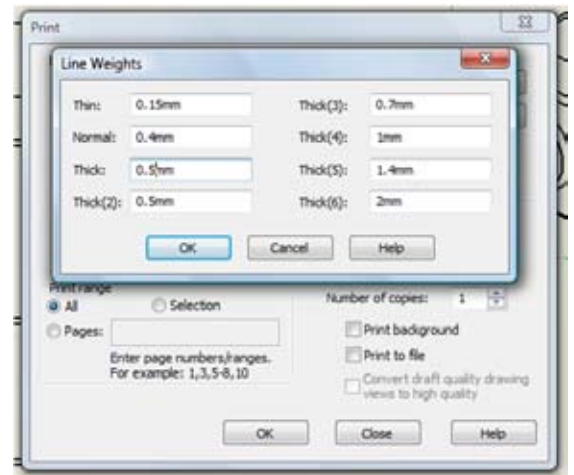 Print
Line Weights
Thin: 0.15mm Thick(3): 0.7mm
Normal: 0.4mm Thick(4): 1mm
Thick: 0.5mm Thick(5): 1.4mm
Thick(2): 0.5mm Thick(6): 2mm
OK Cancel Help
Print range
All Selection Number of copies: 1
Pages: Print background
Enter page numbers/ranges. Print to file
For example: 1,3,5-8,10 Convert draft quality drawing
views to high quality
OK Close Help